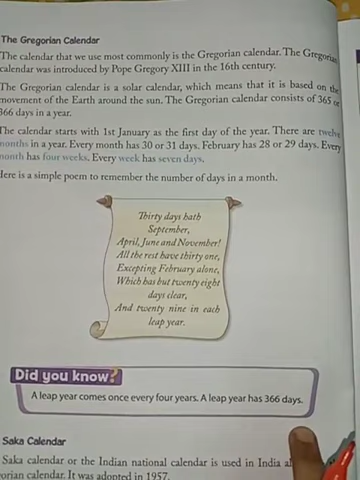 The Gregorian Calendar
The calendar that we use most commonly is the Gregorian calendar. The Gregorian
calendar was introduced by Pope Gregory XIII in the 16th century.
The Gregorian calendar is a solar calendar, which means that it is based on the
movement of the Earth around the sun. The Gregorian calendar consists of 365 or
366 days in a year.
The calendar starts with 1st January as the first day of the year. There are twelve
months in a year. Every month has 30 or 31 days. February has 28 or 29 days. Every
month has four weeks. Every week has seven days.
Here is a simple poem to remember the number of days in a month.
Thirty days hath
September,
April, June and November!
All the rest have thirty one,
Excepting February alone,
Which has but twenty eight
days clear,
And twenty nine in each
leap year.
Did you know?
A leap year comes once every four years. A leap year has 366 days.
Saka Calendar
Saka calendar or the Indian national calendar is used in India
orian calendar. It was adopted in 1957.